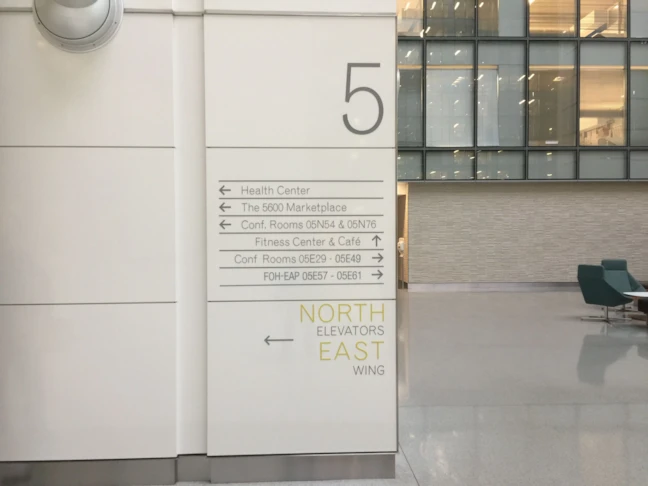 5
← Health Center
← The 5600 Marketplace
← Conf. Rooms 05N54 & 05N76
Fitness Center & Café ↑
Conf Rooms 05E29 - 05E49 →
FOH-EAP 05E57 - 05E61 →
NORTH
ELEVATORS
← EAST
WING